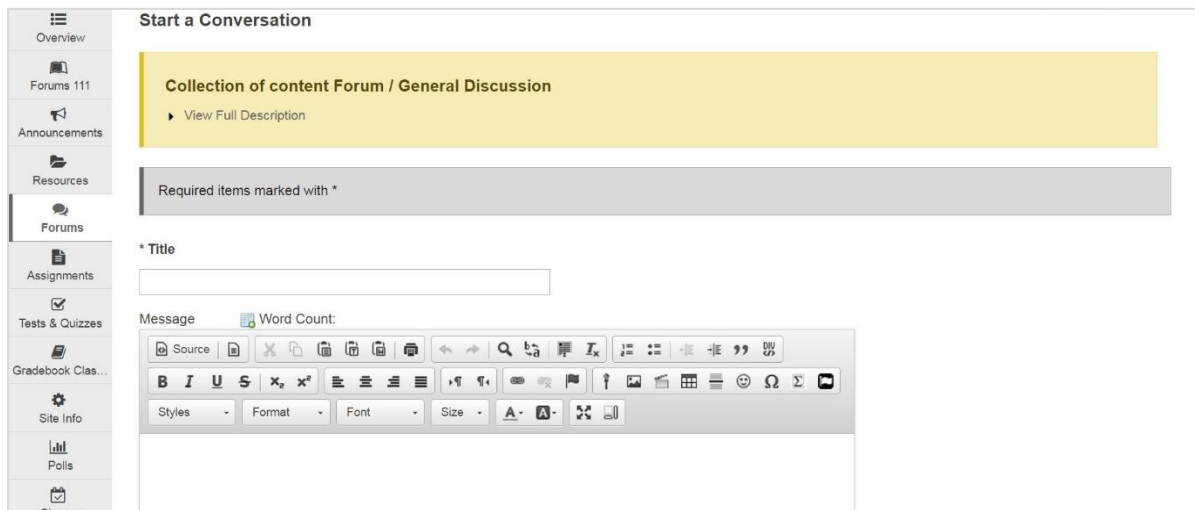 Overview
Forums 111
Announcements
Resources
Forums
Assignments
Tests & Quizzes
Gradebook Clas...
Site Info
Polls
Start a Conversation
Collection of content Forum / General Discussion
View Full Description
Required items marked with *
* Title
Message Word Count:
Source
B I U S x₂ x² Ω Σ
Styles Format Font Size A A